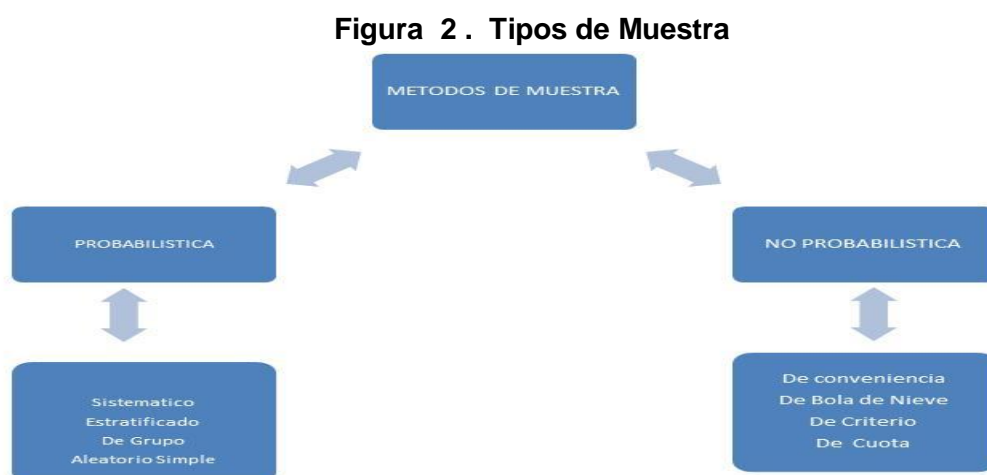 Figura 2 . Tipos de Muestra
METODOS DE MUESTRA
PROBABILISTICA
NO PROBABILISTICA
Sistematico
Estratificado
De Grupo
Aleatorio Simple
De conveniencia
De Bola de Nieve
De Criterio
De Cuota